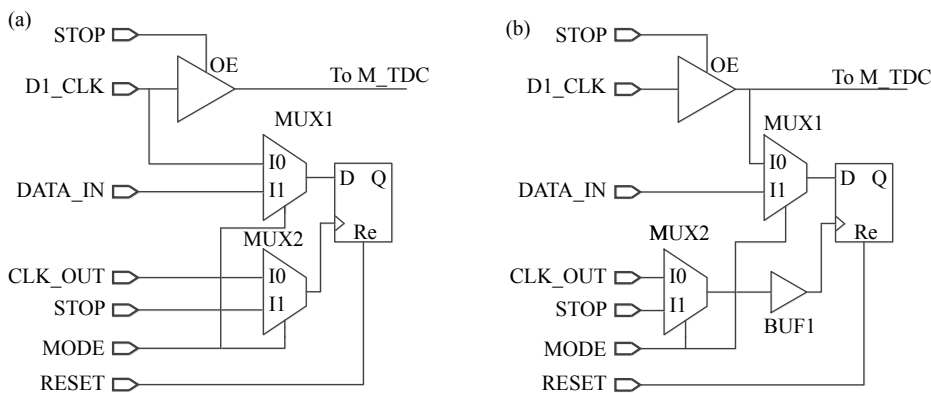 (a)
STOP
OE
D1_CLK
To M_TDC
MUX1
I0
I1
DATA_IN
D Q
Re
MUX2
CLK_OUT
I0
STOP
I1
MODE
RESET
(b)
STOP
OE
D1_CLK
To M_TDC
MUX1
I0
I1
DATA_IN
D Q
Re
MUX2
CLK_OUT
I0
STOP
I1
BUF1
MODE
RESET